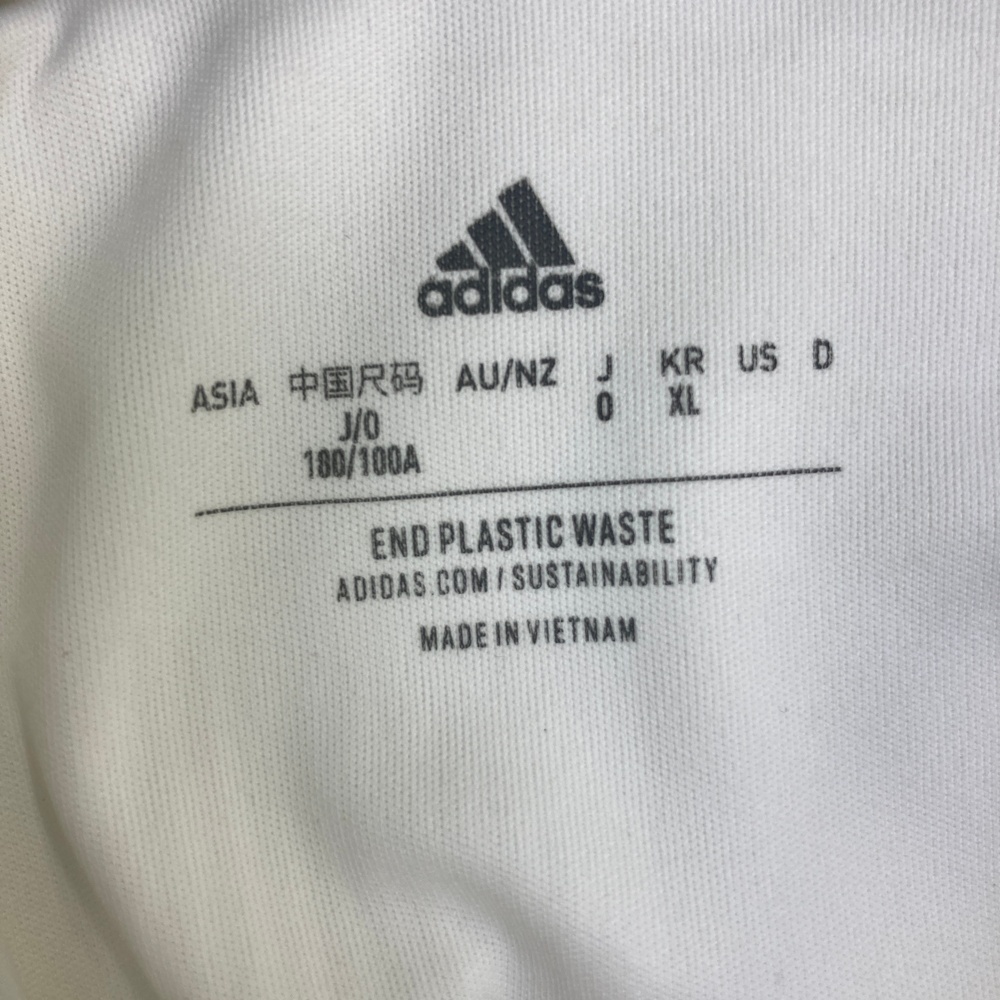 adidas
ASIA 中国尺码 AU/NZ J KR US D
J/O O XL
180/100A
END PLASTIC WASTE
ADIDAS.COM / SUSTAINABILITY
MADE IN VIETNAM